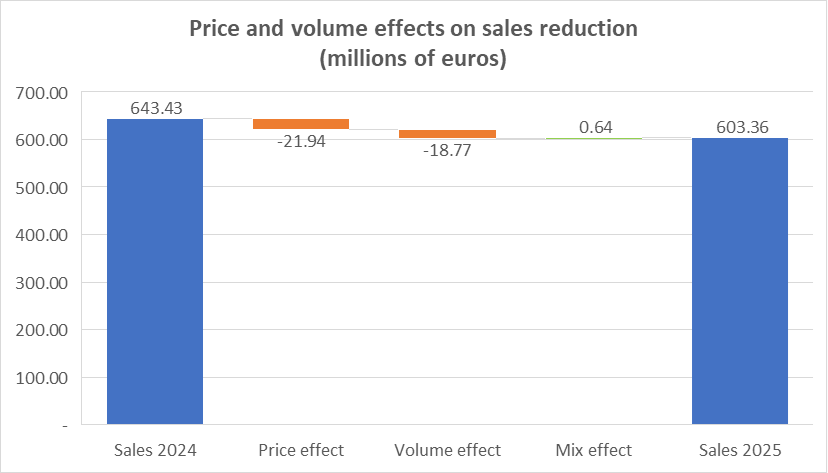 Price and volume effects on sales reduction
(millions of euros)
700.00
600.00
500.00
400.00
300.00
200.00
100.00
-
643.43
-21.94
-18.77
0.64
603.36
Sales 2024
Price effect
Volume effect
Mix effect
Sales 2025